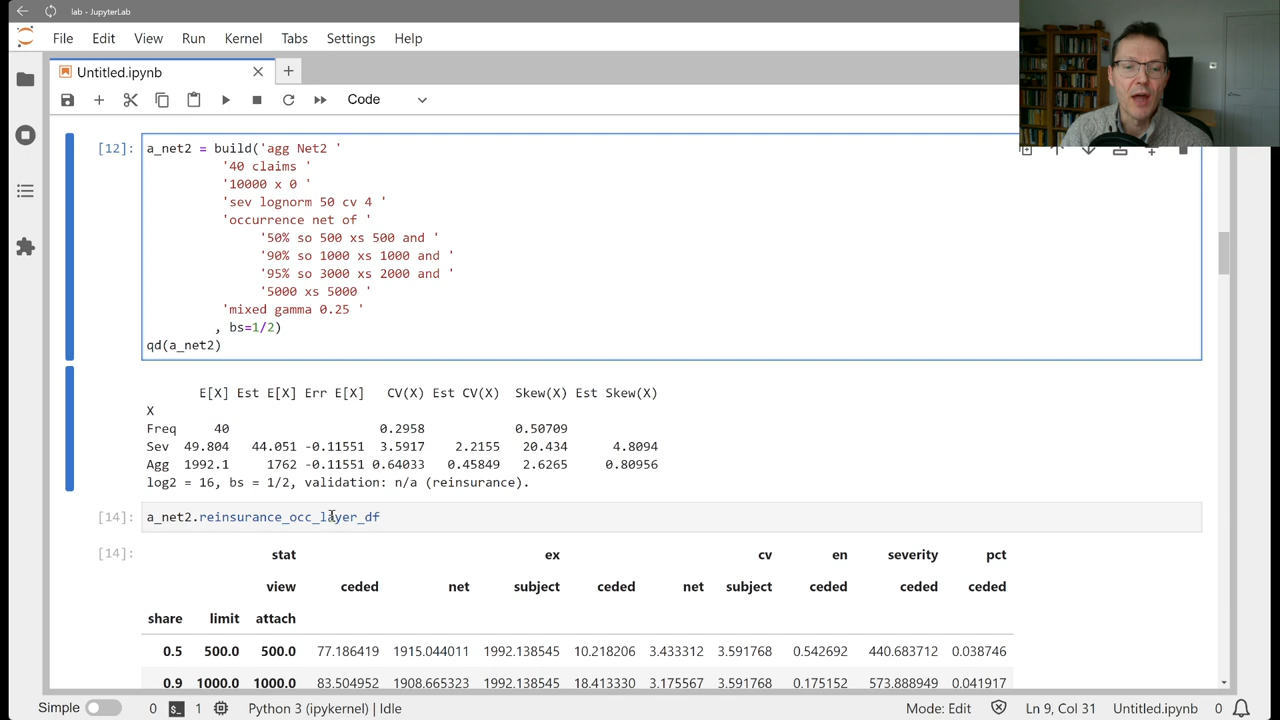 lab - JupyterLab
File Edit View Run Kernel Tabs Settings Help
Untitled.ipynb
Code
[12]: a_net2 = build('agg Net2 '
'40 claims '
'10000 x 0 '
'sev lognorm 50 cv 4 '
'occurrence net of '
'50% so 500 xs 500 and '
'90% so 1000 xs 1000 and '
'95% so 3000 xs 2000 and '
'5000 xs 5000 '
'mixed gamma 0.25 '
, bs=1/2)
qd(a_net2)
E[X] Est E[X] Err E[X] CV(X) Est CV(X) Skew(X) Est Skew(X)
X
Freq 40 0.2958 0.50709
Sev 49.804 44.051 -0.11551 3.5917 2.2155 20.434 4.8094
Agg 1992.1 1762 -0.11551 0.64033 0.45849 2.6265 0.80956
log2 = 16, bs = 1/2, validation: n/a (reinsurance).
[14]: a_net2.reinsurance_occ_layer_df
[14]: stat ex cv en severity pct
view ceded net subject ceded net subject ceded ceded ceded
share limit attach
0.5 500.0 500.0 77.186419 1915.044011 1992.138545 10.218206 3.433312 3.591768 0.542692 440.683712 0.038746
0.9 1000.0 1000.0 83.504952 1908.665323 1992.138545 18.413330 3.175567 3.591768 0.175152 573.888949 0.041917
Simple 0 1 Python 3 (ipykernel) | Idle Mode: Edit Ln 9, Col 31 Untitled.ipynb 0